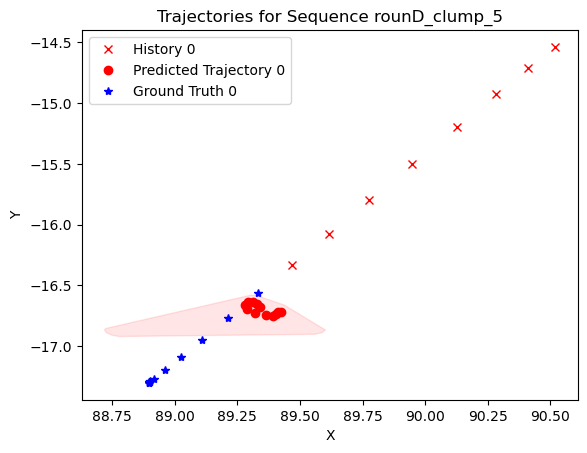 Trajectories for Sequence rounD_clump_5
History 0
Predicted Trajectory 0
Ground Truth 0
Y
−14.5
−15.0
−15.5
−16.0
−16.5
−17.0
88.75 89.00 89.25 89.50 89.75 90.00 90.25 90.50
X